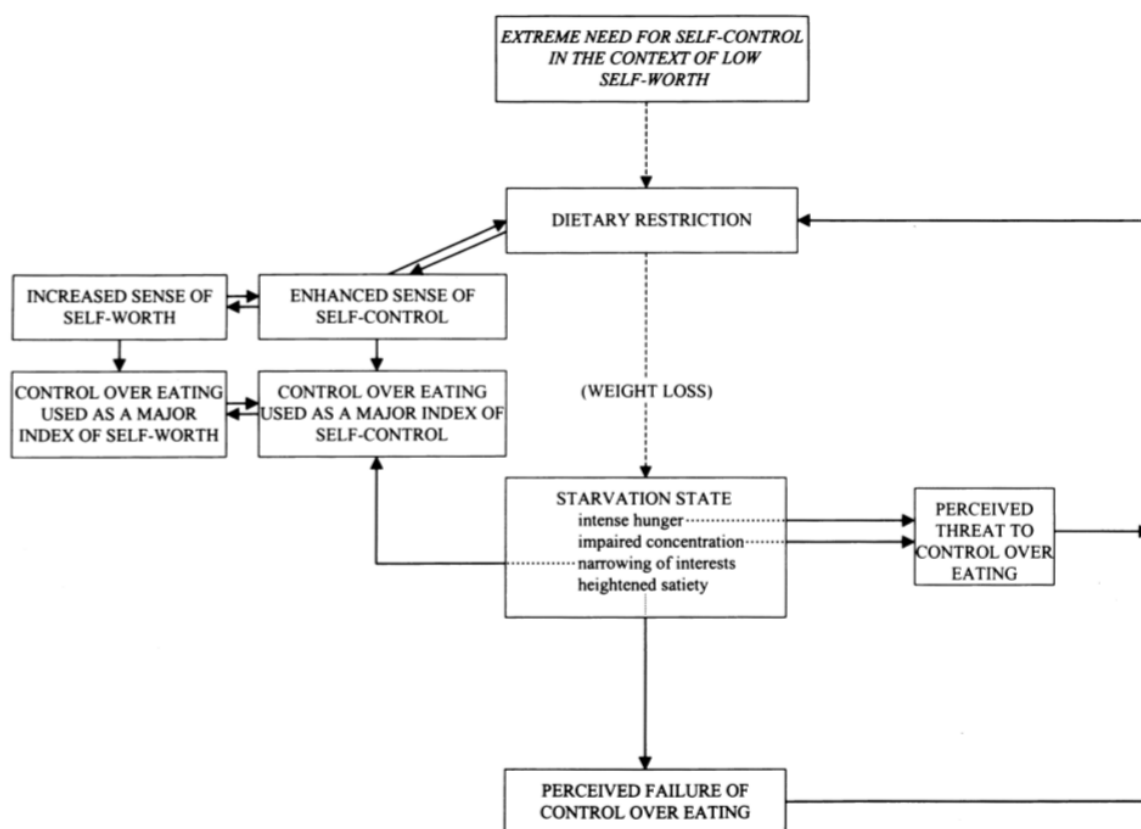 EXTREME NEED FOR SELF-CONTROL
IN THE CONTEXT OF LOW
SELF-WORTH
DIETARY RESTRICTION
INCREASED SENSE OF
SELF-WORTH
ENHANCED SENSE OF
SELF-CONTROL
CONTROL OVER EATING
USED AS A MAJOR
INDEX OF SELF-WORTH
CONTROL OVER EATING
USED AS A MAJOR INDEX OF
SELF-CONTROL
(WEIGHT LOSS)
STARVATION STATE
intense hunger
impaired concentration
narrowing of interests
heightened satiety
PERCEIVED
THREAT TO
CONTROL OVER
EATING
PERCEIVED FAILURE OF
CONTROL OVER EATING